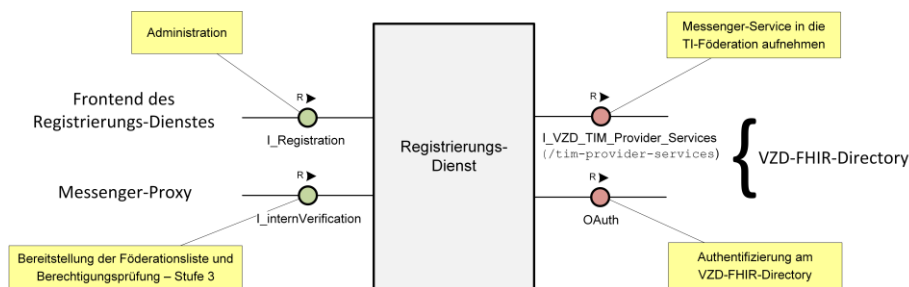 Administration
Messenger-Service in die
TI-Föderation aufnehmen
R
R
Frontend des
Registrierungs-Dienstes
I_Registration
Registrierungs-
Dienst
I_VZD_TIM_Provider_Services
(/tim-provider-services)
{
VZD-FHIR-Directory
R
R
Messenger-Proxy
I_internVerification
OAuth
Bereitstellung der Föderationsliste und
Berechtigungsprüfung – Stufe 3
Authentifizierung am
VZD-FHIR-Directory